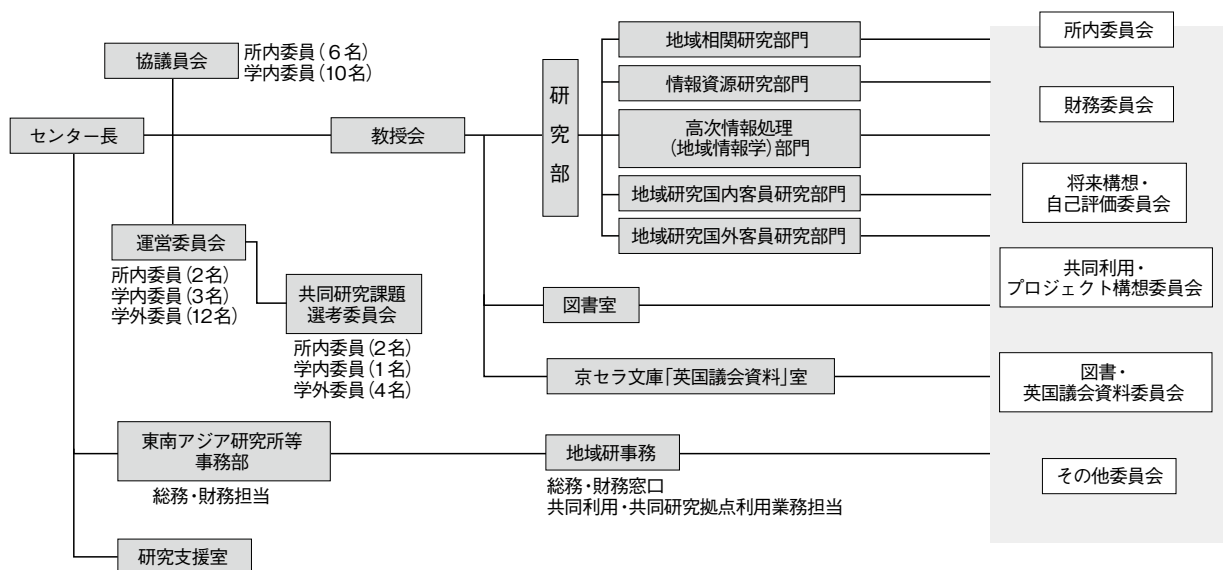 協議員会
所内委員(6名)
学内委員(10名)
センター長
教授会
運営委員会
所内委員(2名)
学内委員(3名)
学外委員(12名)
共同研究課題
選考委員会
所内委員(2名)
学内委員(1名)
学外委員(4名)
研究部
地域相関研究部門
情報資源研究部門
高次情報処理
(地域情報学)部門
地域研究国内客員研究部門
地域研究国外客員研究部門
図書室
京セラ文庫「英国議会資料」室
東南アジア研究所等
事務部
総務・財務担当
地域研事務
総務・財務窓口
共同利用・共同研究拠点利用業務担当
研究支援室
所内委員会
財務委員会
将来構想・
自己評価委員会
共同利用・
プロジェクト構想委員会
図書・
英国議会資料委員会
その他委員会